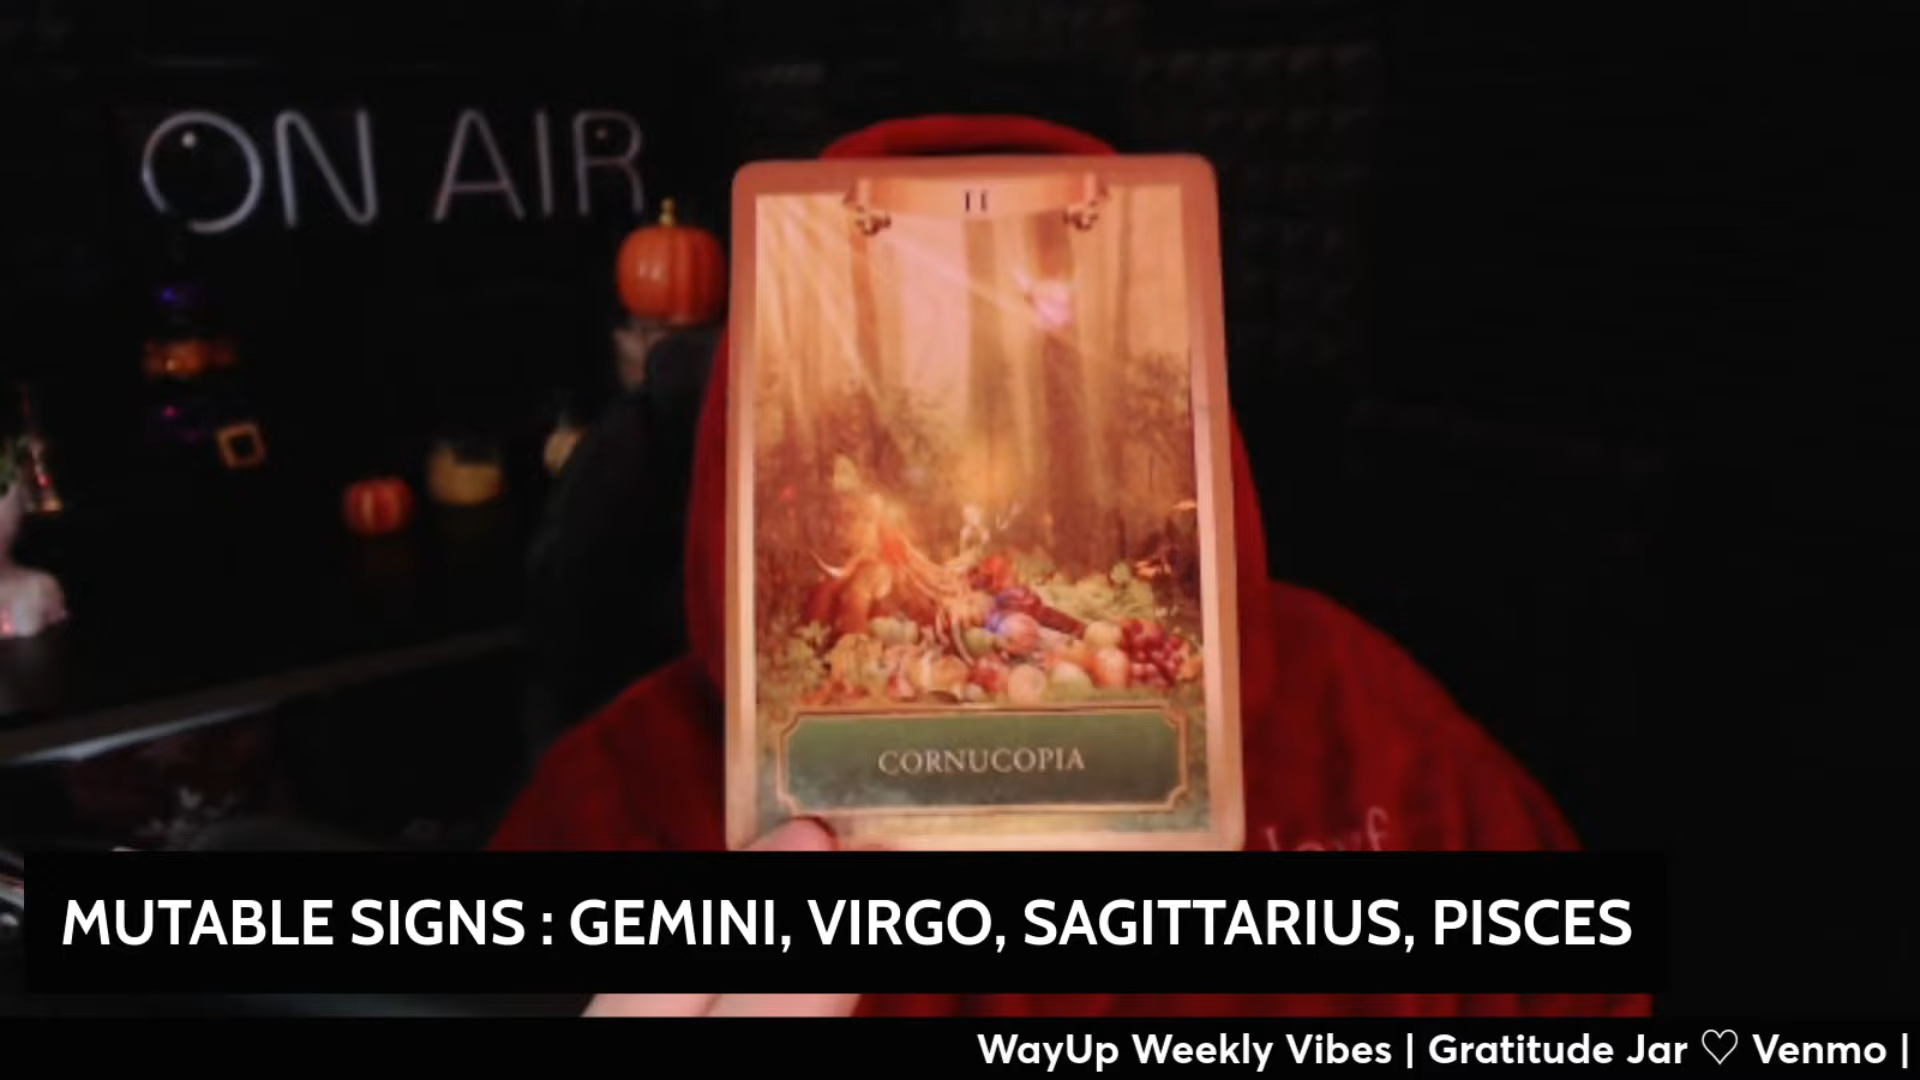 ON AIR
II
CORNUCOPIA
MUTABLE SIGNS : GEMINI, VIRGO, SAGITTARIUS, PISCES
WayUp Weekly Vibes | Gratitude Jar ♡ Venmo |